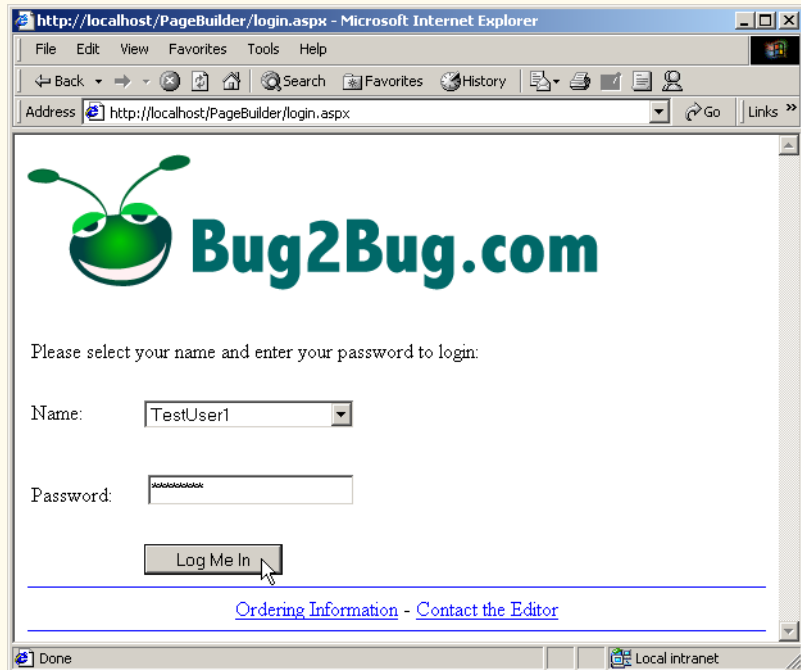 http://localhost/PageBuilder/login.aspx - Microsoft Internet Explorer
File Edit View Favorites Tools Help
Back Search Favorites History
Address http://localhost/PageBuilder/login.aspx Go Links »
Bug2Bug.com
Please select your name and enter your password to login:
Name: TestUser1
Password: *********
Log Me In
Ordering Information - Contact the Editor
Done Local intranet